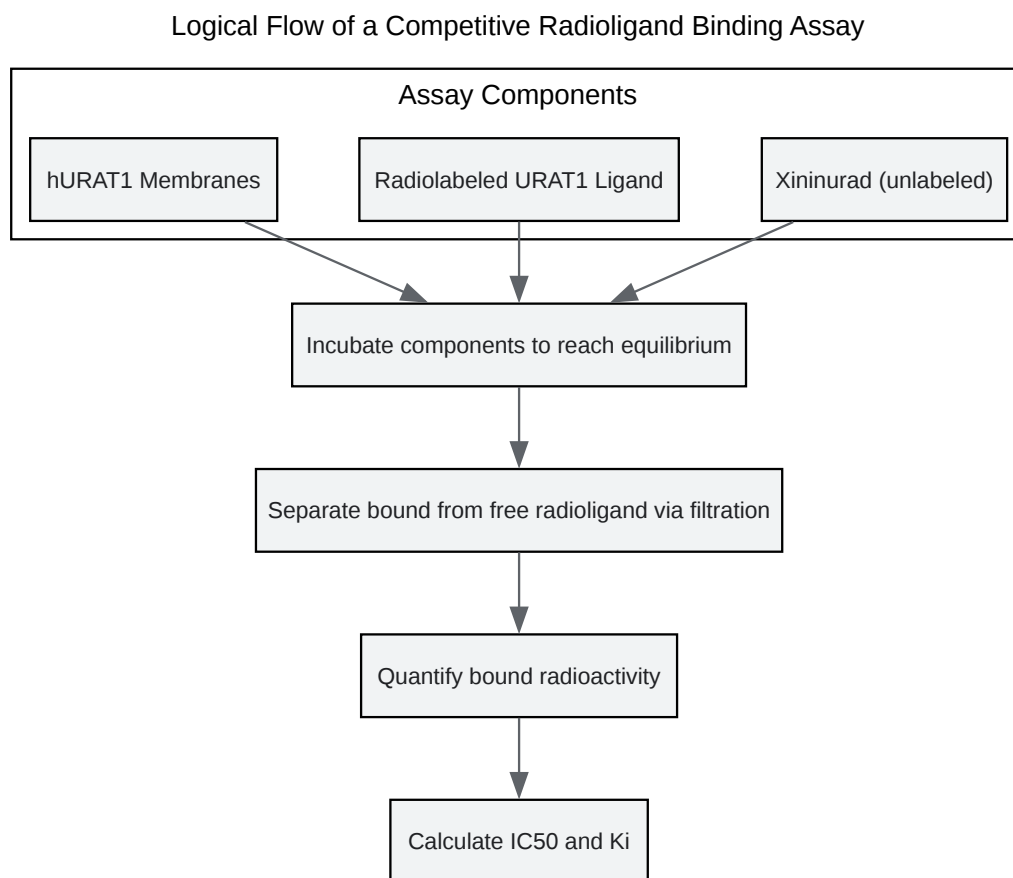 Logical Flow of a Competitive Radioligand Binding Assay
Assay Components
hURAT1 Membranes
Radiolabeled URAT1 Ligand
Xininurad (unlabeled)
Incubate components to reach equilibrium
Separate bound from free radioligand via filtration
Quantify bound radioactivity
Calculate IC50 and Ki